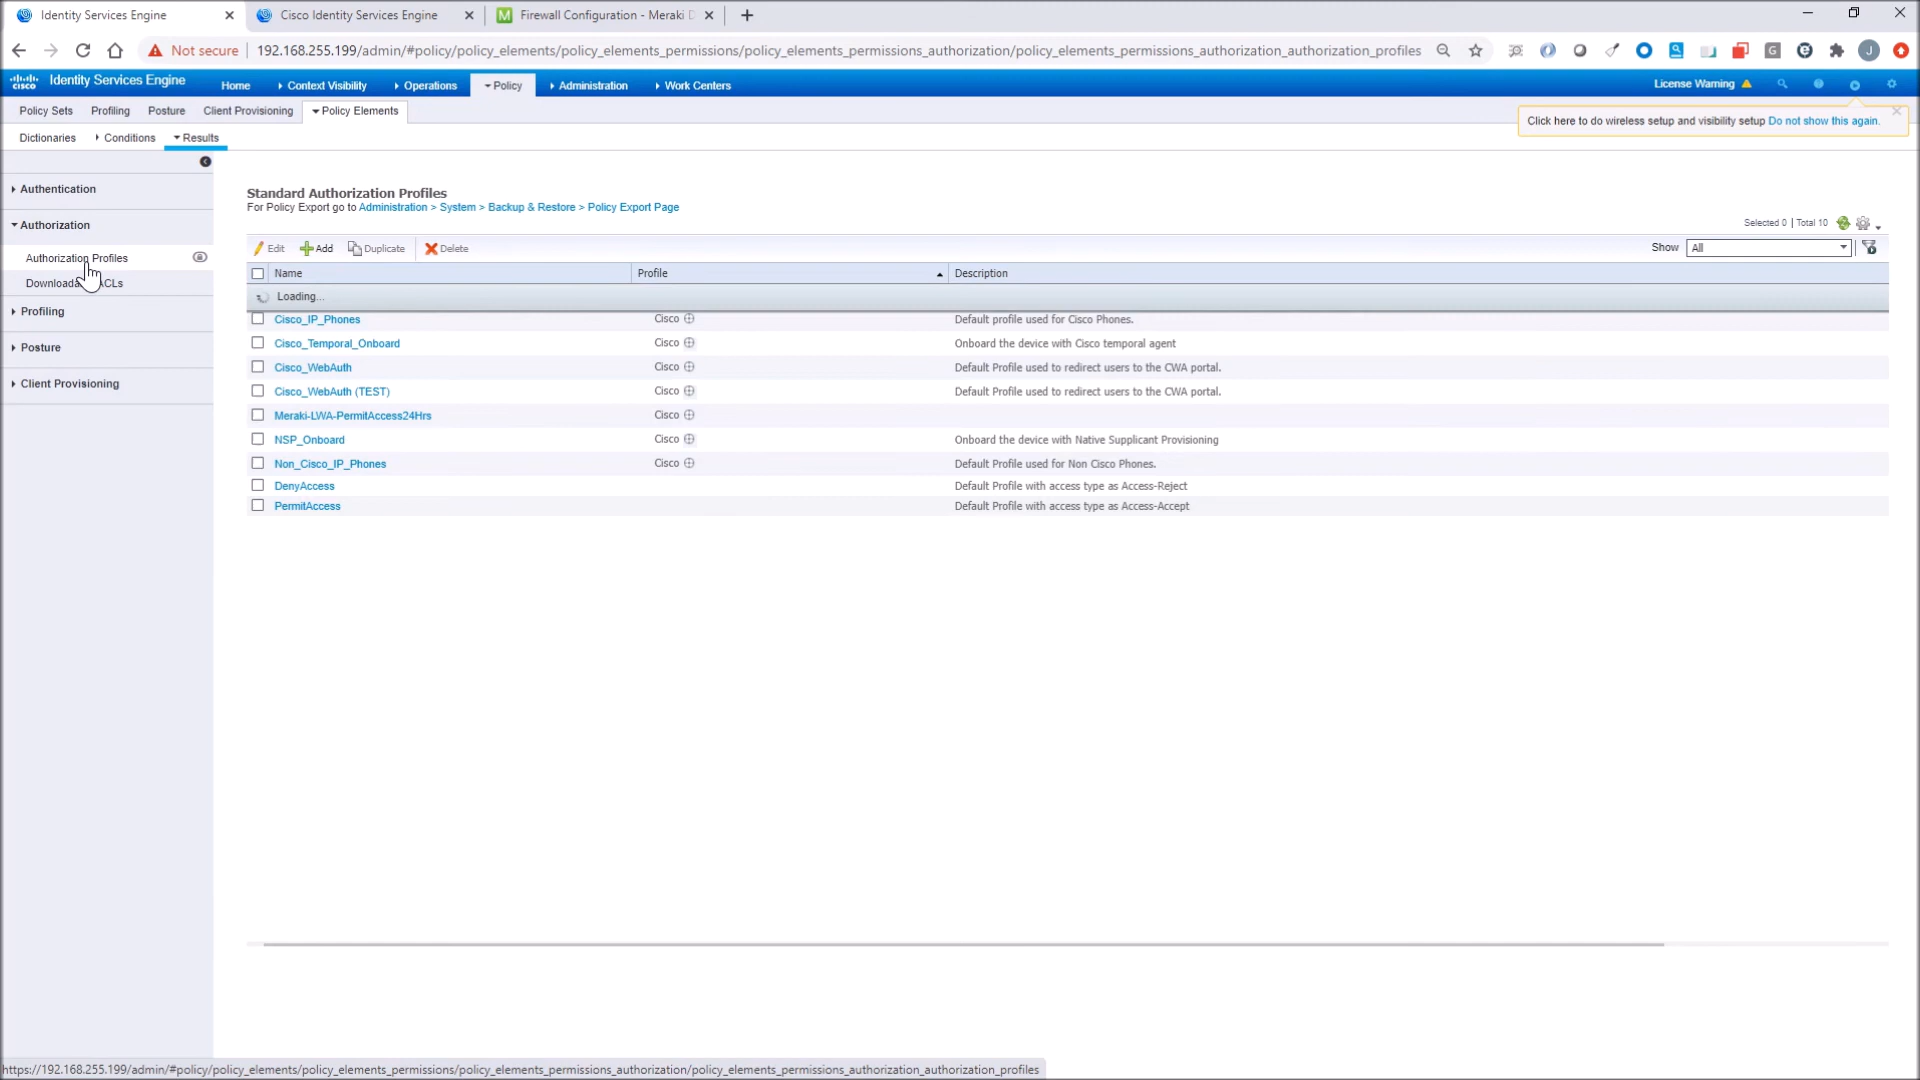 Identity Services Engine
Cisco Identity Services Engine
Firewall Configuration - Meraki D
Not secure
192.168.255.199/admin/#policy/policy_elements/policy_elements_permissions/policy_elements_permissions_authorization/policy_elements_permissions_authorization_authorization_profiles
G
J
cisco
Identity Services Engine
Home
Context Visibility
Operations
Policy
Administration
Work Centers
License Warning
Policy Sets
Profiling
Posture
Client Provisioning
Policy Elements
Click here to do wireless setup and visibility setup Do not show this again.
Dictionaries
Conditions
Results
Authentication
Authorization
Authorization Profiles
Profiling
Posture
Client Provisioning
Standard Authorization Profiles
For Policy Export go to Administration > System > Backup & Restore > Policy Export Page
Selected 0 | Total 10
Edit
Add
Duplicate
Delete
Show
All
Name
Profile
Description
Loading...
Cisco_IP_Phones Cisco Default profile used for Cisco Phones.
Cisco_Temporal_Onboard Cisco Onboard the device with Cisco temporal agent
Cisco_WebAuth Cisco Default Profile used to redirect users to the CWA portal.
Cisco_WebAuth (TEST) Cisco Default Profile used to redirect users to the CWA portal.
Meraki-LWA-PermitAccess24Hrs Cisco
NSP_Onboard Cisco Onboard the device with Native Supplicant Provisioning
Non_Cisco_IP_Phones Cisco Default Profile used for Non Cisco Phones.
DenyAccess Default Profile with access type as Access-Reject
PermitAccess Default Profile with access type as Access-Accept
https://192.168.255.199/admin/#policy/policy_elements/policy_elements_permissions/policy_elements_permissions_authorization/policy_elements_permissions_authorization_authorization_profiles